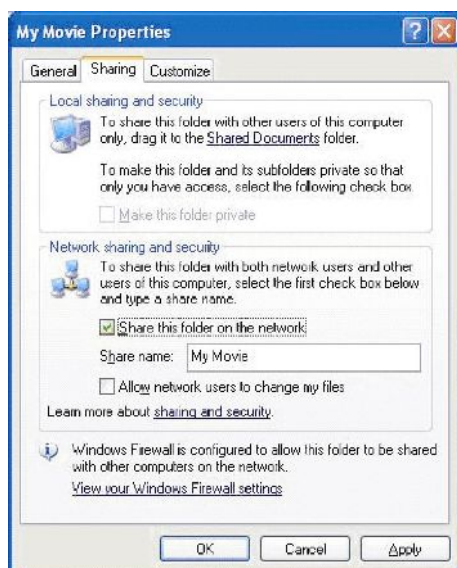 My Movie Properties
General Sharing Customize
Local sharing and security
To share this folder with other users of this computer
only, drag it to the Shared Documents folder.
To make this folder and its subfolders private so that
only you have access, select the following check box.
Make this folder private
Network sharing and security
To share this folder with both network users and other
users of this computer, select the first check box below
and type a share name.
Share this folder on the network
Share name: My Movie
Allow network users to change my files
Learn more about sharing and security.
Windows Firewall is configured to allow this folder to be shared
with other computers on the network.
View your Windows Firewall settings
OK Cancel Apply